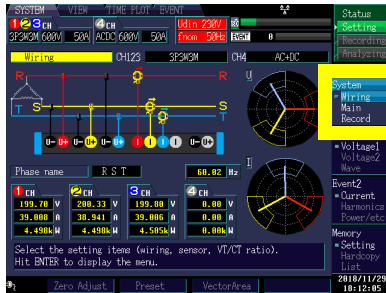 SYSTEM VIEW TIME PLOT EVENT
1 2 3 CH 4 CH Udin 230V
3P3W3M 600V 50A ACDC 600V 50A fnom 50Hz EVENT 0
Wiring CH123 3P3W3M CH4 AC+DC
U
R
T S S
T
U- U+ U- U+ U- U+ I I I I U- U+
Phase name R S T 60.02 Hz
I
1 CH 2 CH 3 CH 4 CH
199.70 V 200.33 V 199.80 V 0.00 V
39.008 A 38.941 A 39.086 A 0.00 A
4.498k W 4.498k W 4.505k W 0.00 W
Select the setting items (wiring, sensor, VT/CT ratio).
Hit ENTER to display the menu.
Zero Adjust Preset VectorArea
Status
Setting
Recording
Analyzing
System
Wiring
Main
Record
Voltage1
Voltage2
Wave
Event2
Current
Harmonics
Power/etc
Memory
Setting
Hardcopy
List
2018/11/29
18:12:05